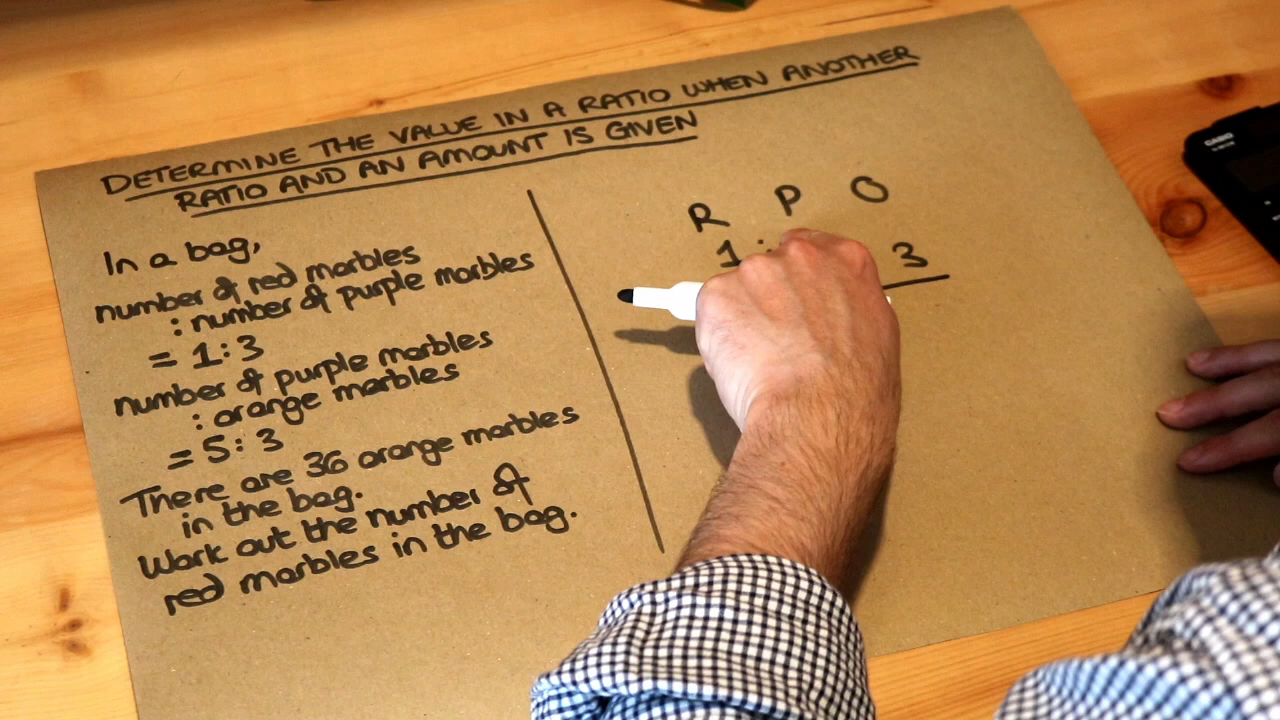 DETERMINE THE VALUE IN A RATIO WHEN ANOTHER
RATIO AND AN AMOUNT IS GIVEN
In a bag,
number of red marbles
: number of purple marbles
= 1:3
number of purple marbles
: orange marbles
= 5:3
There are 36 orange marbles
in the bag.
Work out the number of
red marbles in the bag.
R P O
1 : 3
CASIO